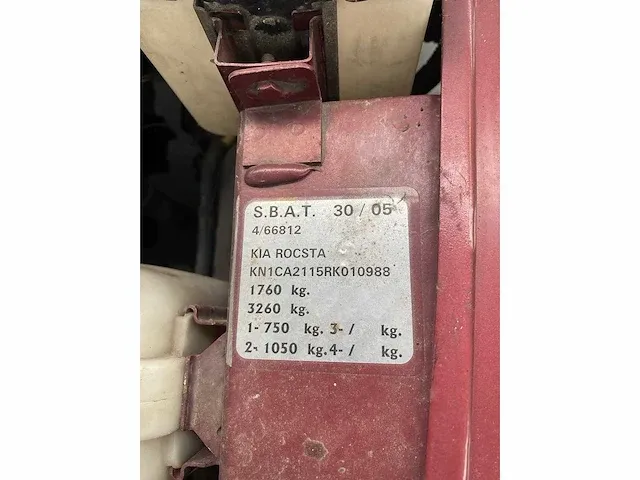 S.B.A.T. 30 / 05
4/66812
KIA ROCSTA
KN1CA2115RK010988
1760 kg.
3260 kg.
1- 750 kg. 3- / kg.
2- 1050 kg. 4- / kg.